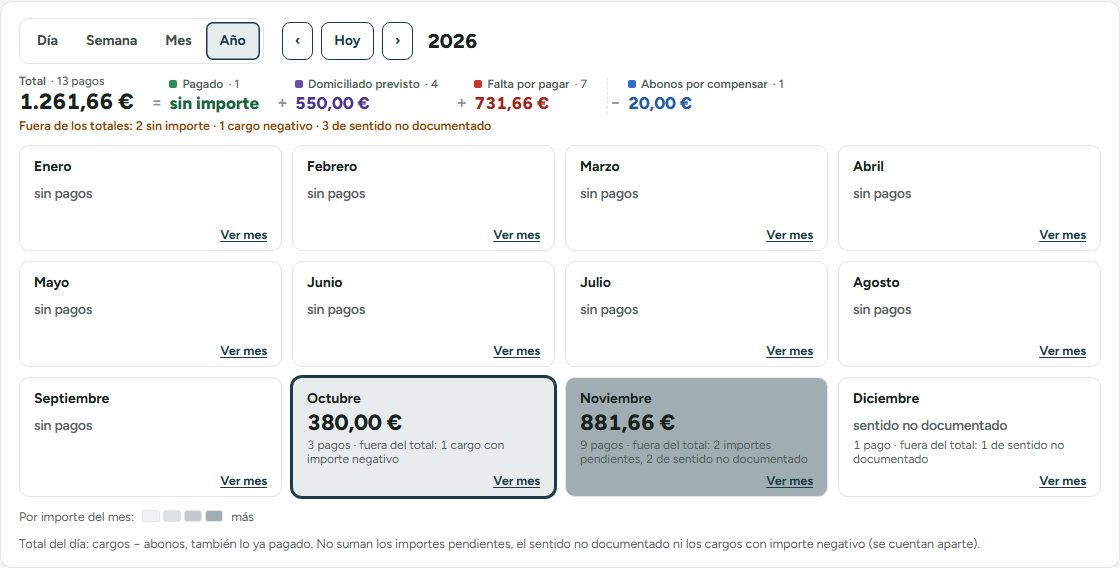 Día Semana Mes Año ‹ Hoy › 2026
Total · 13 pagos
Pagado · 1
Domiciliado previsto · 4
Falta por pagar · 7
Abonos por compensar · 1
1.261,66 € = sin importe + 550,00 € + 731,66 € − 20,00 €
Fuera de los totales: 2 sin importe · 1 cargo negativo · 3 de sentido no documentado
Enero
sin pagos
Ver mes
Febrero
sin pagos
Ver mes
Marzo
sin pagos
Ver mes
Abril
sin pagos
Ver mes
Mayo
sin pagos
Ver mes
Junio
sin pagos
Ver mes
Julio
sin pagos
Ver mes
Agosto
sin pagos
Ver mes
Septiembre
sin pagos
Ver mes
Octubre
380,00 €
3 pagos · fuera del total: 1 cargo con
importe negativo
Ver mes
Noviembre
881,66 €
9 pagos · fuera del total: 2 importes
pendientes, 2 de sentido no documentado
Ver mes
Diciembre
sentido no documentado
1 pago · fuera del total: 1 de sentido no
documentado
Ver mes
Por importe del mes: más
Total del día: cargos − abonos, también lo ya pagado. No suman los importes pendientes, el sentido no documentado ni los cargos con importe negativo (se cuentan aparte).